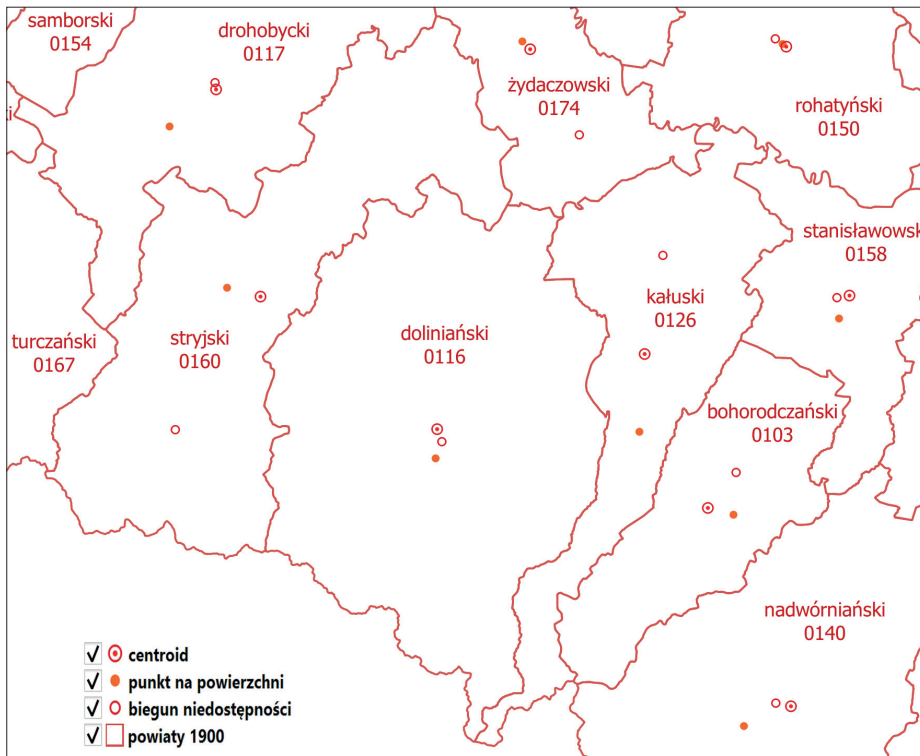 samborski
0154
drohobycki
0117
żydaczowski
0174
rohatyński
0150
stanisławowsk
0158
kałuski
0126
turczański
0167
stryjski
0160
doliniański
0116
bohorodczański
0103
nadwórniański
0140
centroid
punkt na powierzchni
biegun niedostępności
powiaty 1900